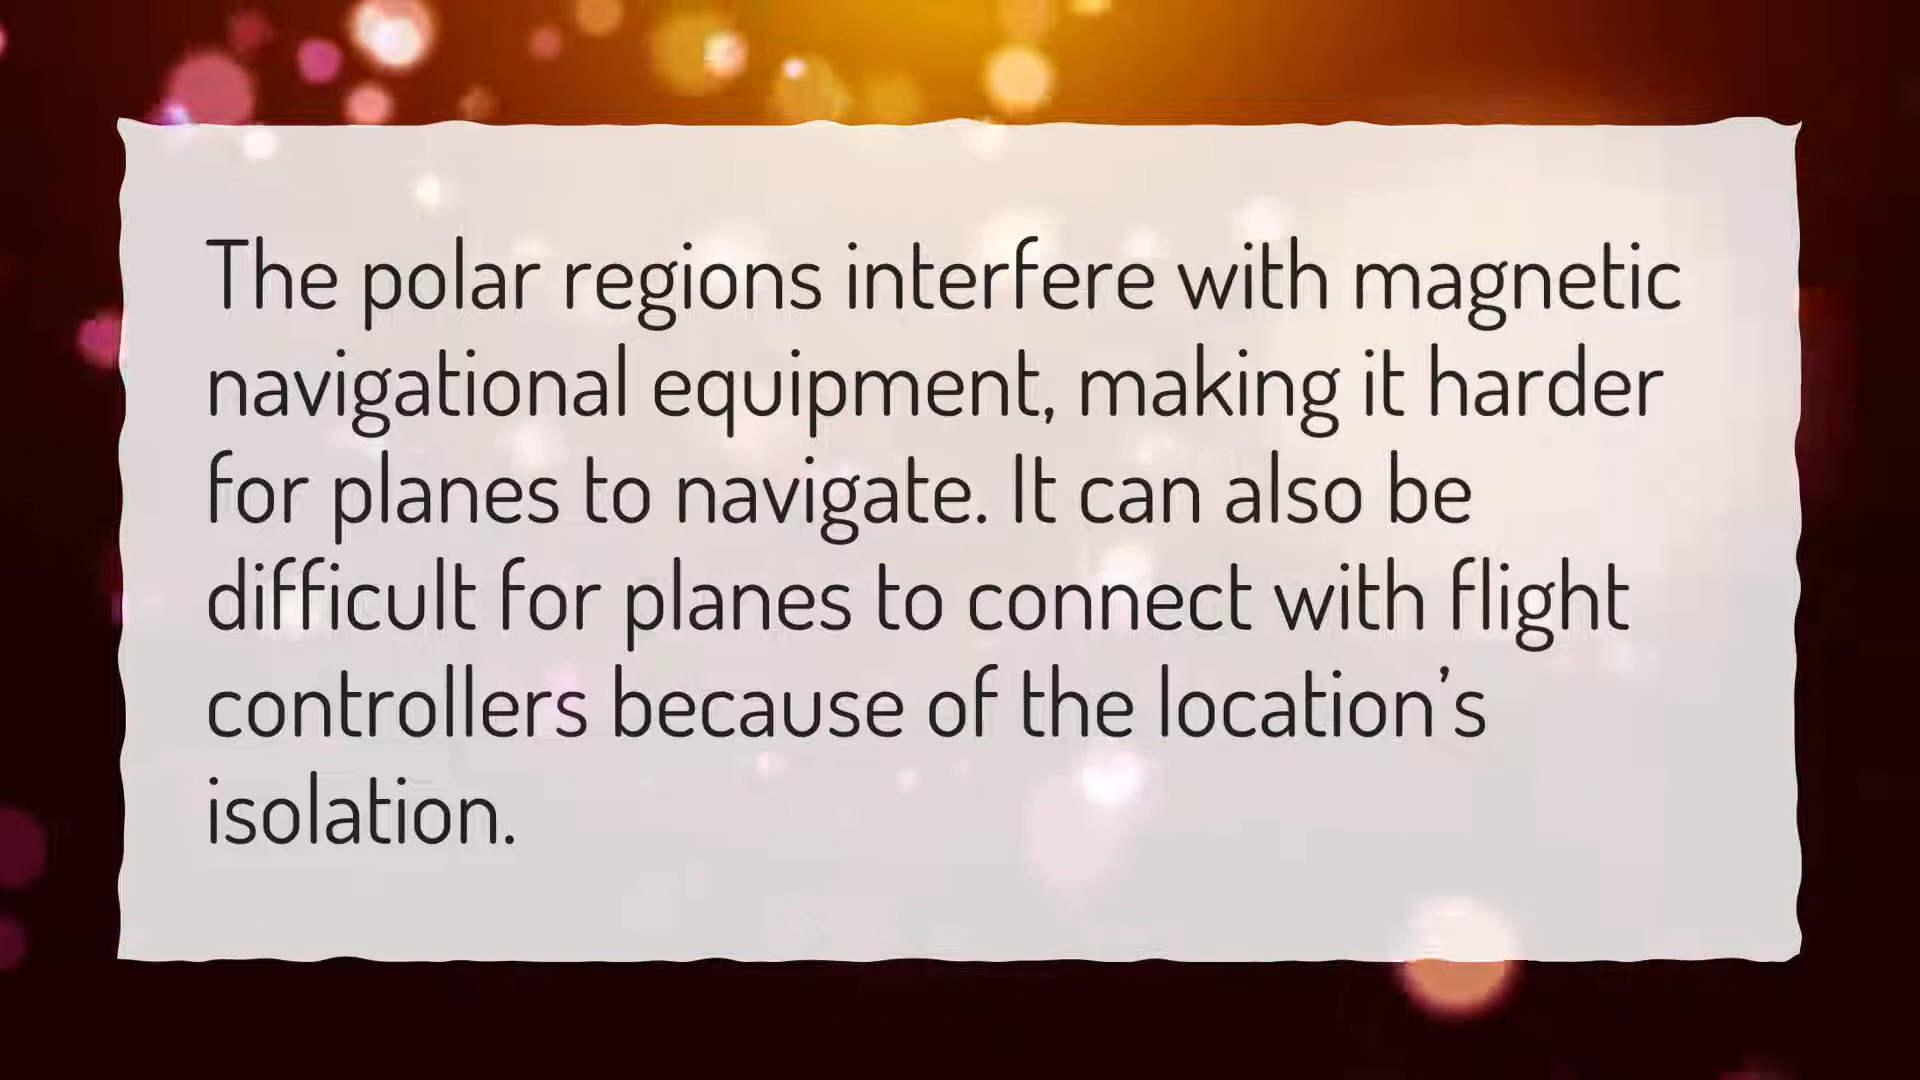 The polar regions interfere with magnetic
navigational equipment, making it harder
for planes to navigate. It can also be
difficult for planes to connect with flight
controllers because of the location’s
isolation.